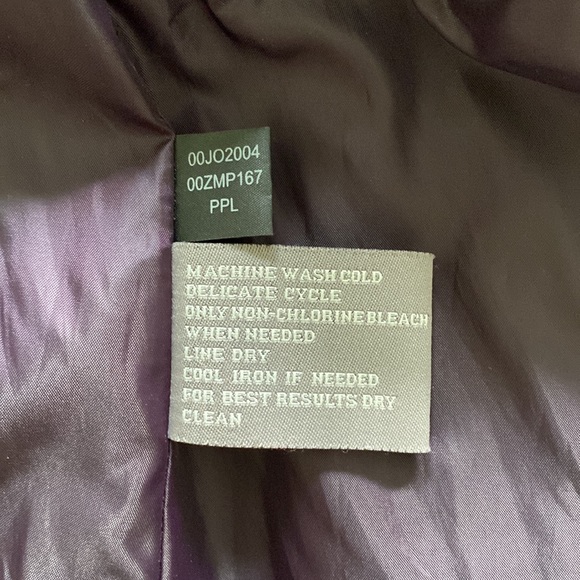 00JO2004
00ZMP167
PPL
MACHINE WASH COLD
DELICATE CYCLE
ONLY NON-CHLORINE BLEACH
WHEN NEEDED
LINE DRY
COOL IRON IF NEEDED
FOR BEST RESULTS DRY
CLEAN